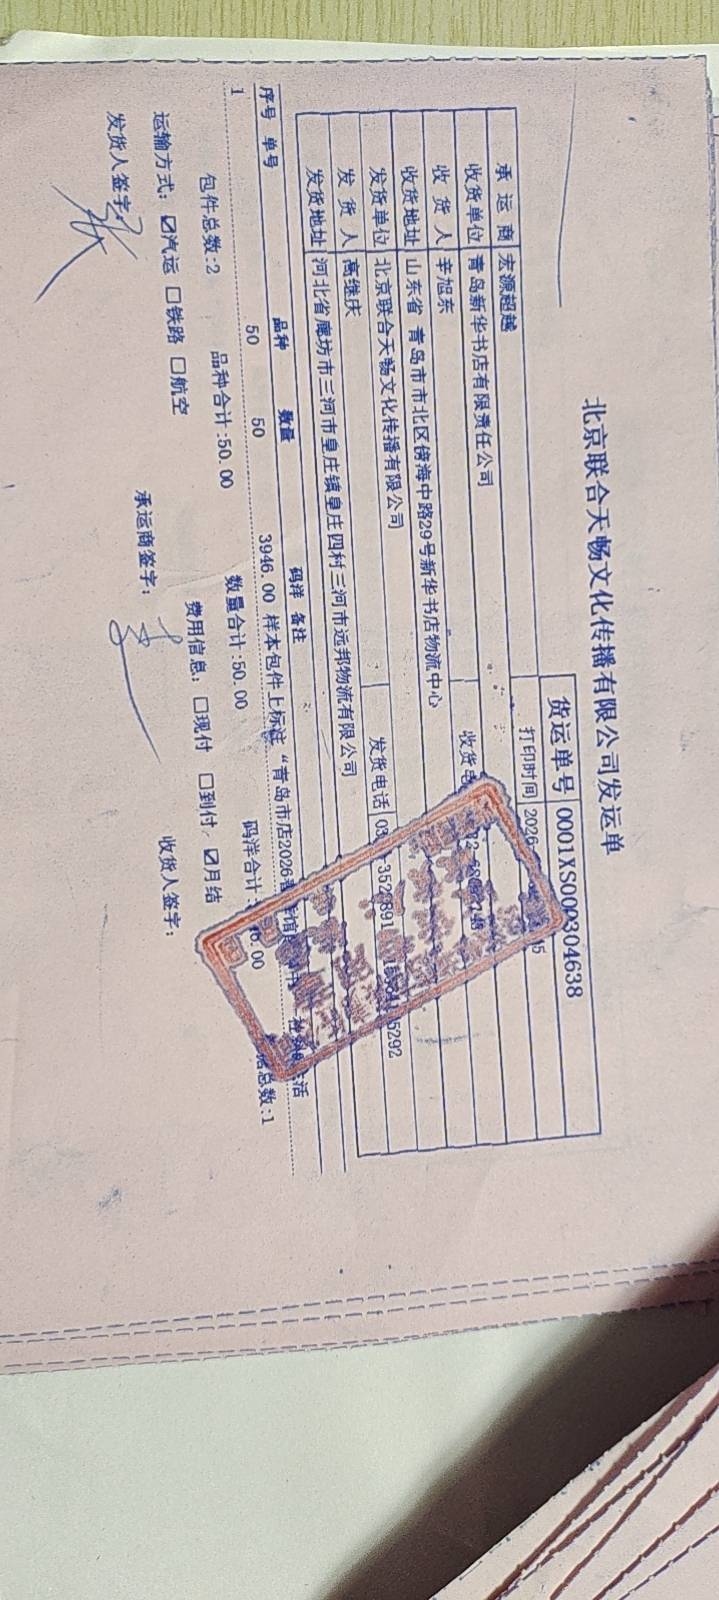 北京联合天畅文化传播有限公司发运单
货运单号 0001XS000304638
承运商 宏源超越 打印时间 2026
收货单位 青岛新华书店有限责任公司
收货人 辛旭东 收货
收货地址 山东省 青岛市市北区傍海中路29号新华书店物流中心
发货单位 北京联合天畅文化传播有限公司 发货电话
发货人 高继庆
发货地址 河北省廊坊市三河市皇庄镇皇庄四村三河市远邦物流有限公司
序号 单号 品种 数量 码洋 备注
1 50 50 3946.00 样本包件上标注“青岛市店2026春 活
包件总数:2 品种合计:50.00 数量合计:50.00 码洋合计: 总数:1
运输方式: ☑汽运 □铁路 □航空 费用信息: □现付 □到付 ☑月结
发货人签字: 承运商签字: 收货人签字: